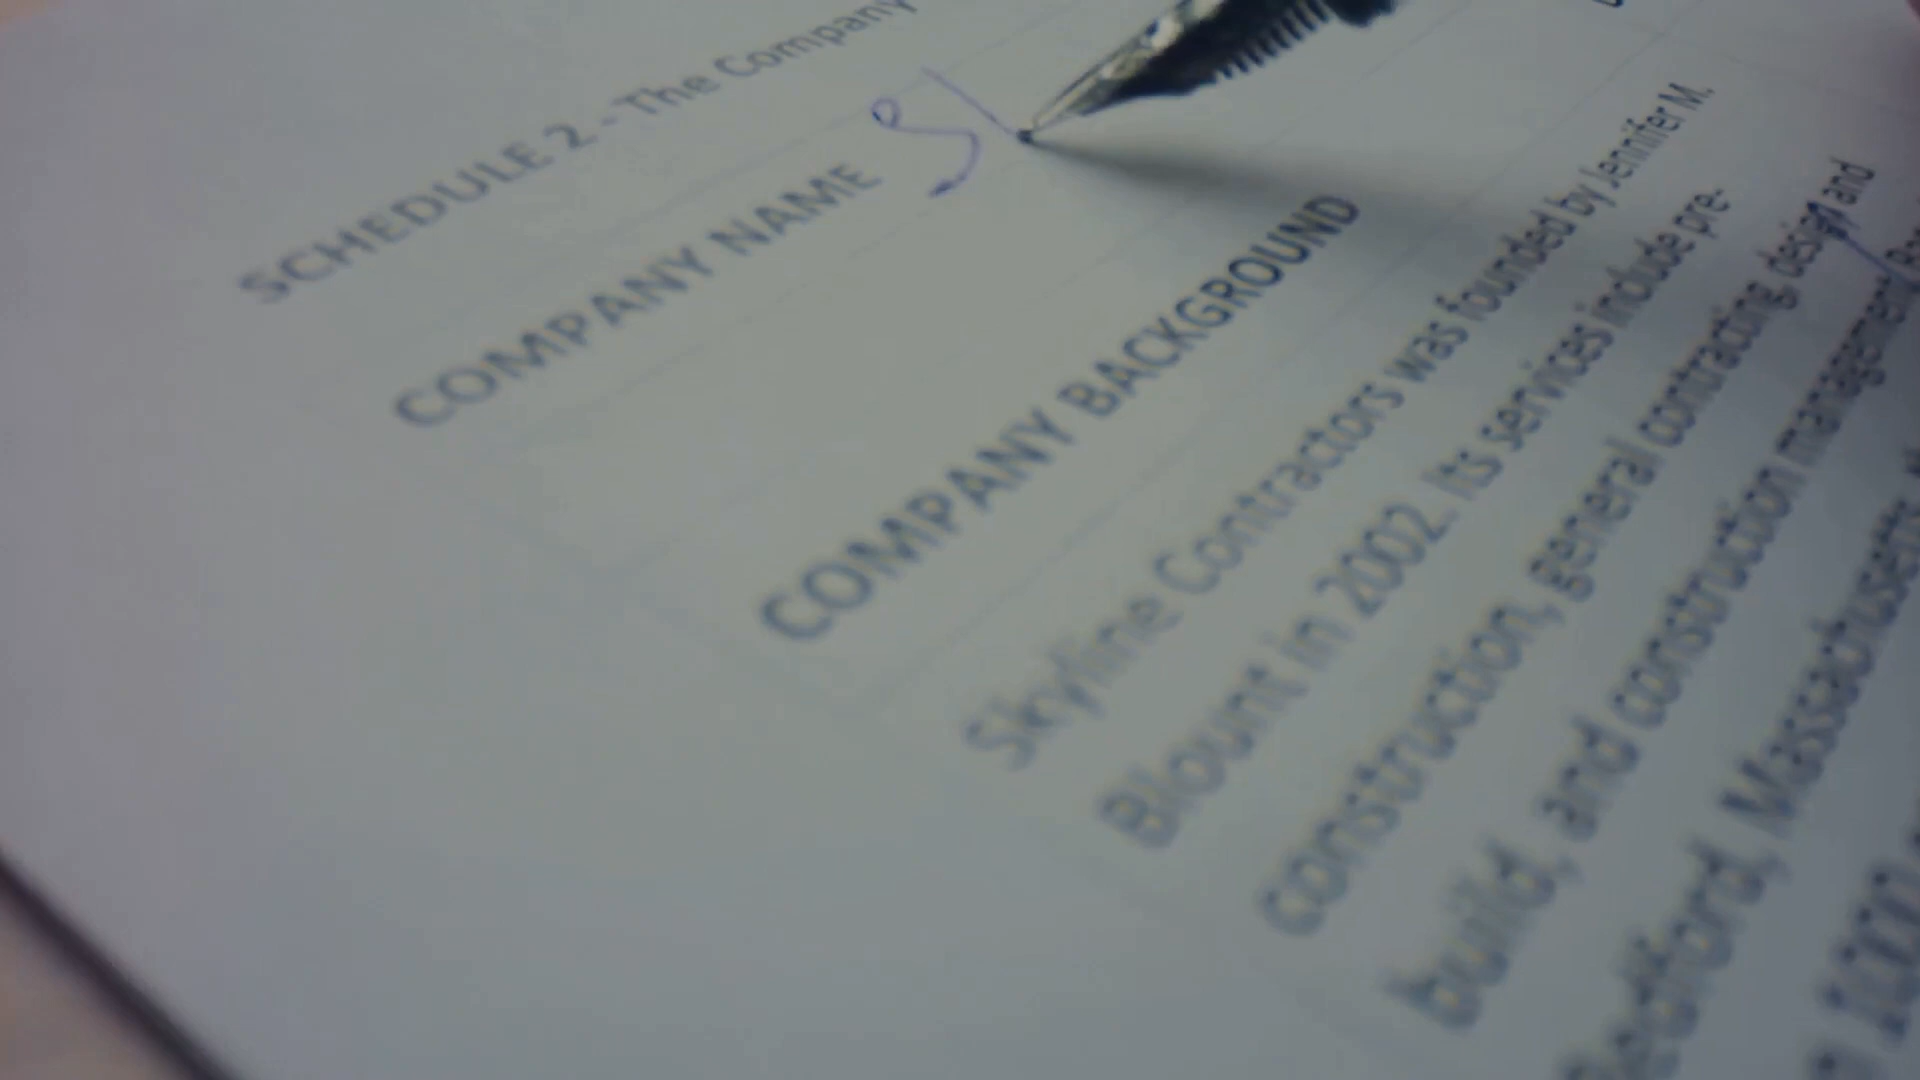 SCHEDULE 2 - The Company
COMPANY NAME S
COMPANY BACKGROUND
Skyline Contractors was founded by Jennifer M.
Blount in 2002. Its services include pre-
construction, general contracting, design and
build, and construction management
Bedford, Massachusetts